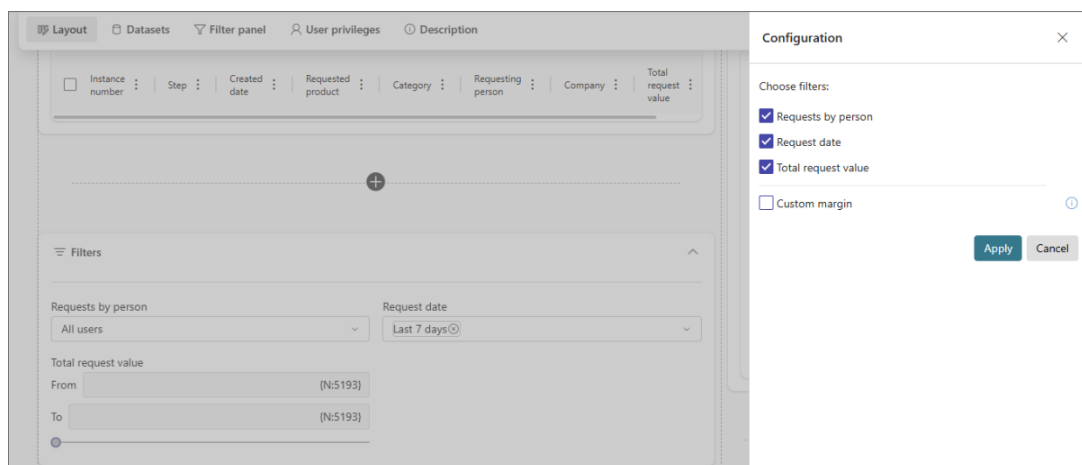 Layout
Datasets
Filter panel
User privileges
Description
Instance
number
Step
Created
date
Requested
product
Category
Requesting
person
Company
Total
request
value
Filters
Requests by person
Request date
All users
Last 7 days
Total request value
From
{N:5193}
To
{N:5193}
Configuration
Choose filters:
Requests by person
Request date
Total request value
Custom margin
Apply
Cancel